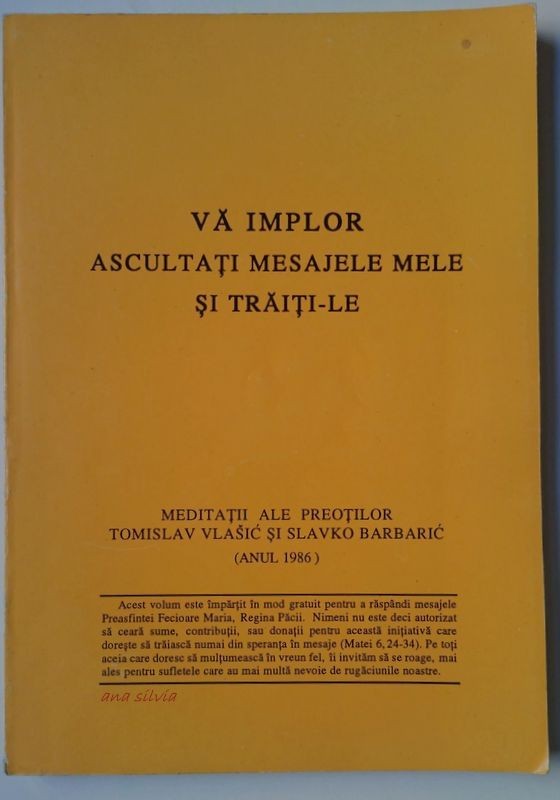 VĂ IMPLOR
ASCULTAŢI MESAJELE MELE
ŞI TRĂIŢI-LE
MEDITAŢII ALE PREOŢILOR
TOMISLAV VLAŠIĆ ŞI SLAVKO BARBARIĆ
(ANUL 1986)
Acest volum este împărţit în mod gratuit pentru a răspândi mesajele
Preasfintei Fecioare Maria, Regina Păcii. Nimeni nu este deci autorizat
să ceară sume, contribuţii, sau donaţii pentru această iniţiativă care
doreşte să trăiască numai din speranţa în mesaje (Matei 6, 24-34). Pe toţi
aceia care doresc să mulţumească în vreun fel, îi invităm să se roage, mai
ales pentru sufletele care au mai multă nevoie de rugăciunile noastre.
ana silvia